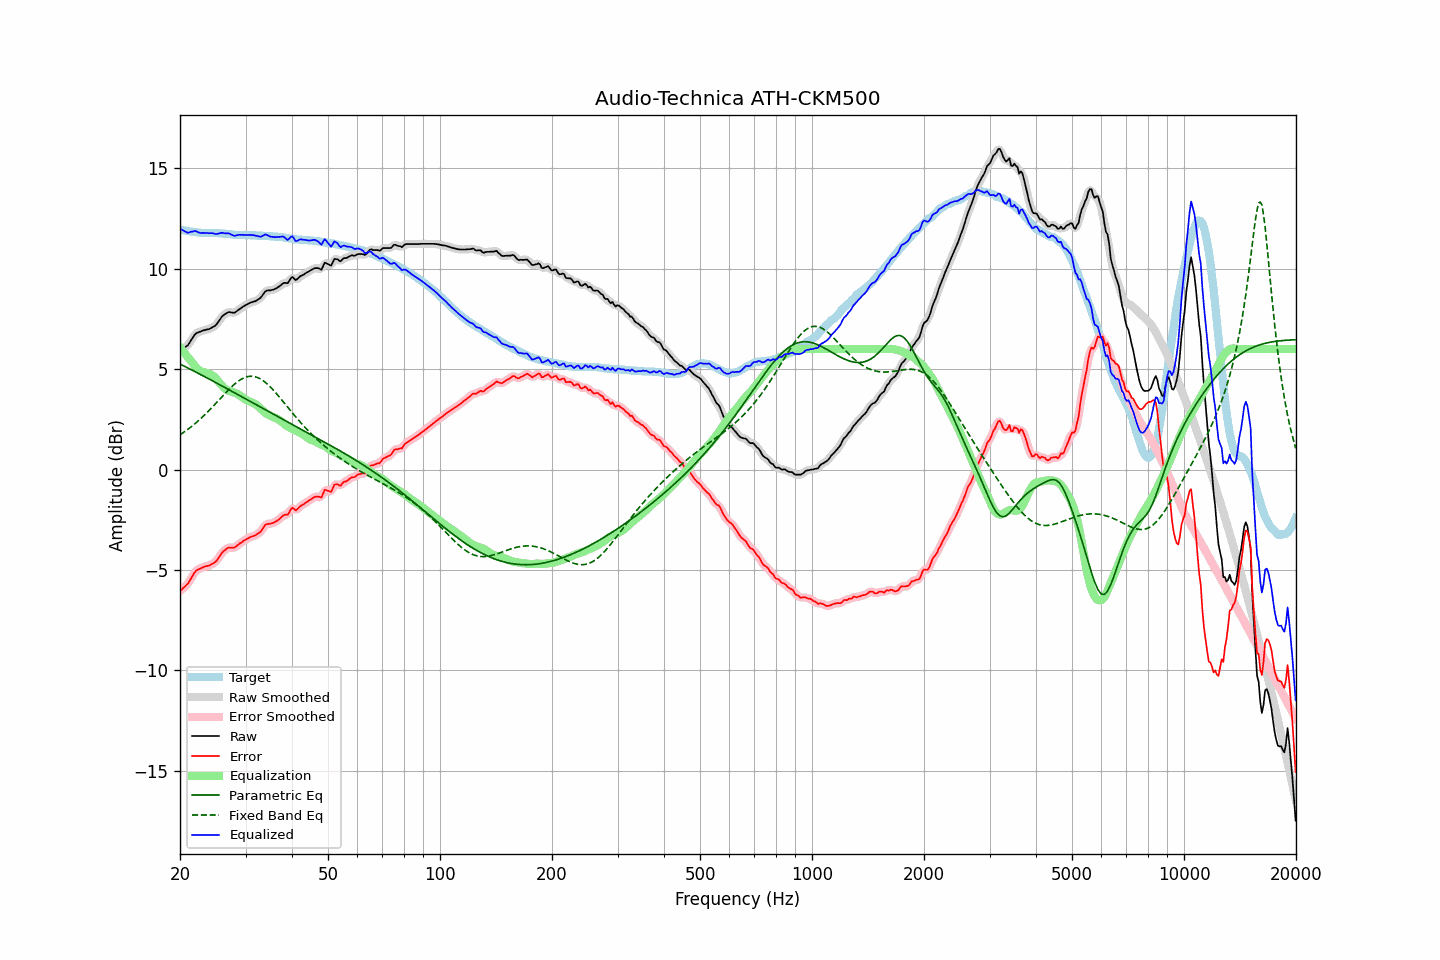 Audio-Technica ATH-CKM500
Amplitude (dBr)
15
10
5
0
−5
−10
−15
Target
Raw Smoothed
Error Smoothed
Raw
Error
Equalization
Parametric Eq
Fixed Band Eq
Equalized
20
50
100
200
500
1000
2000
5000
10000
20000
Frequency (Hz)